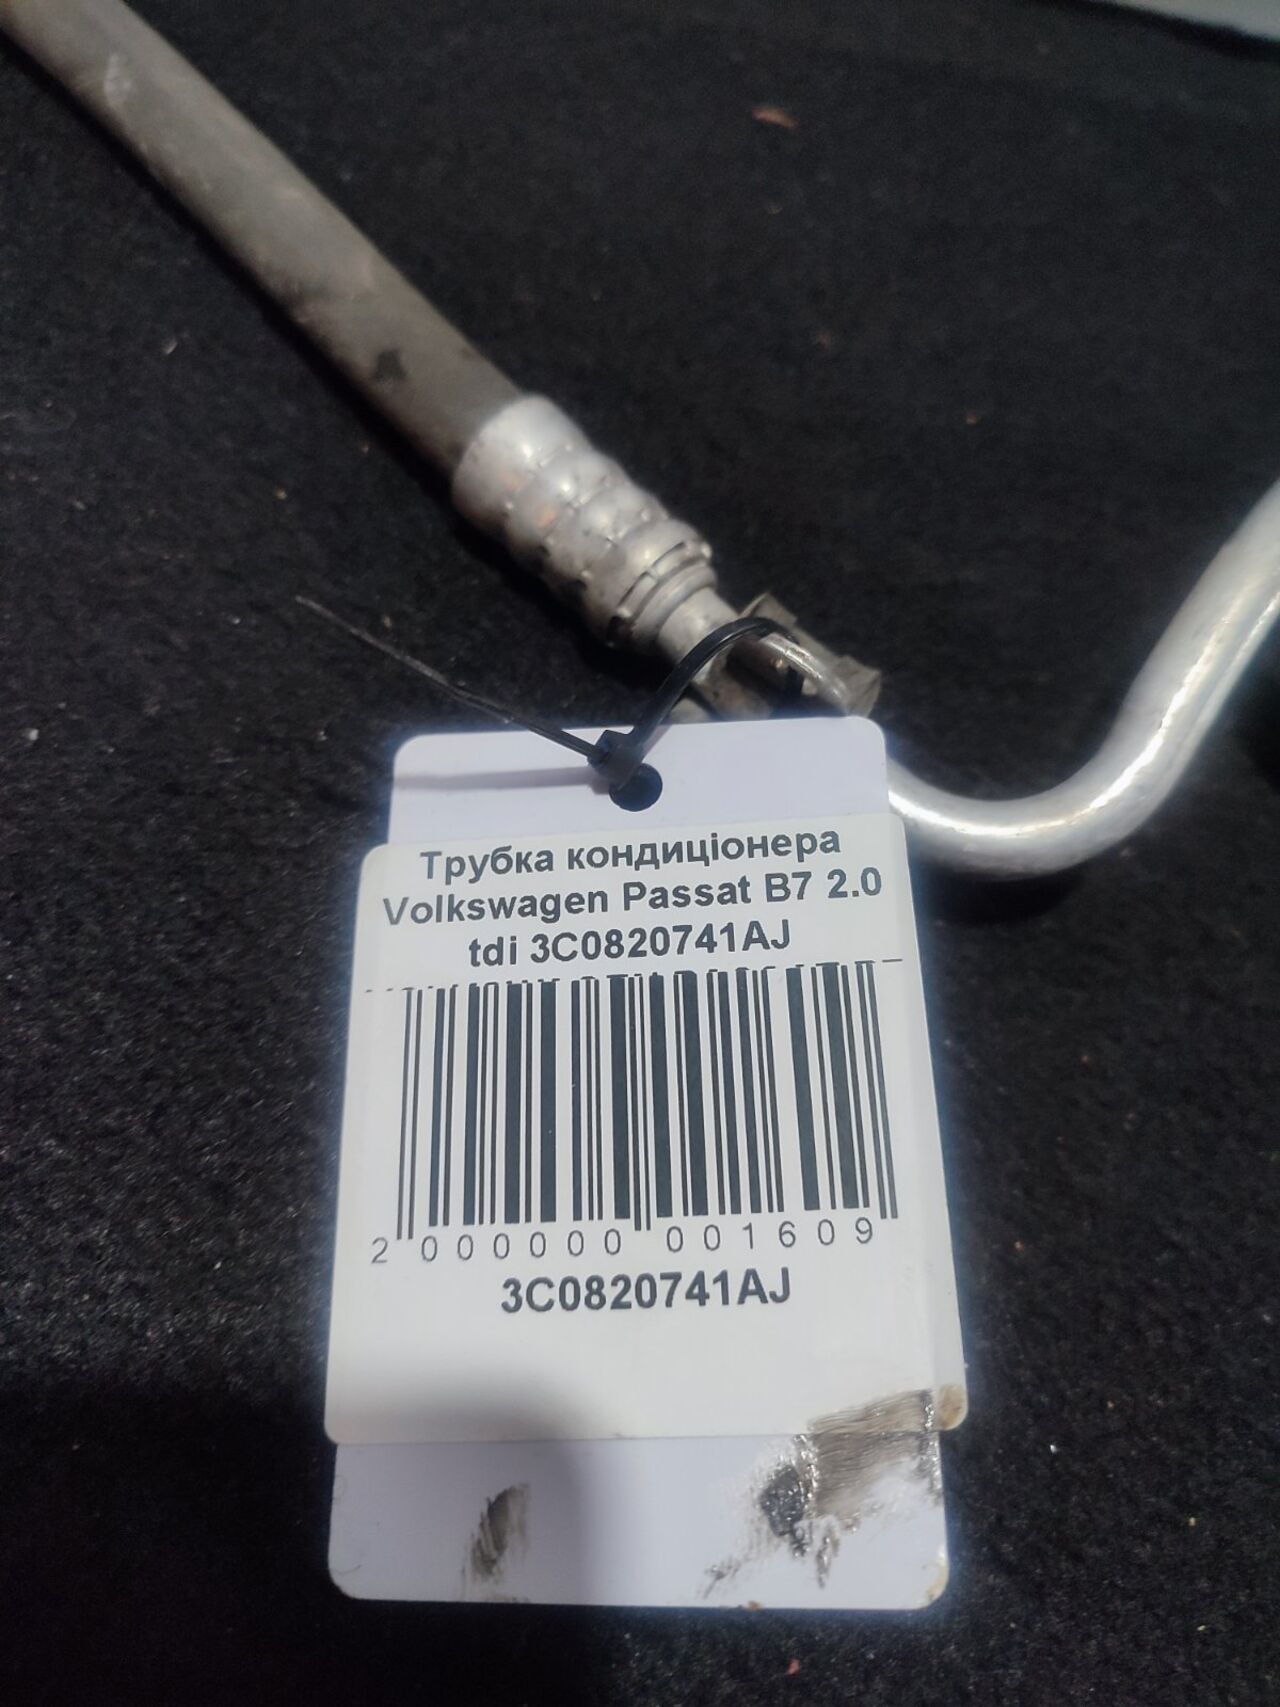 Трубка кондиціонера
Volkswagen Passat B7 2.0
tdi 3C0820741AJ
2 000000 001609
3C0820741AJ